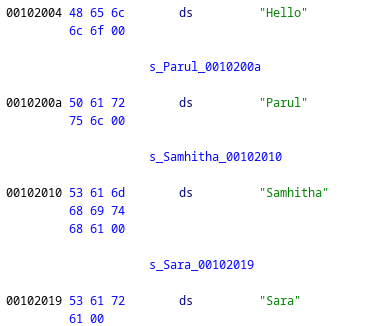 00102004 48 65 6c ds "Hello"
6c 6f 00
s_Parul_0010200a
0010200a 50 61 72 ds "Parul"
75 6c 00
s_Samhitha_00102010
00102010 53 61 6d ds "Samhitha"
68 69 74
68 61 00
s_Sara_00102019
00102019 53 61 72 ds "Sara"
61 00